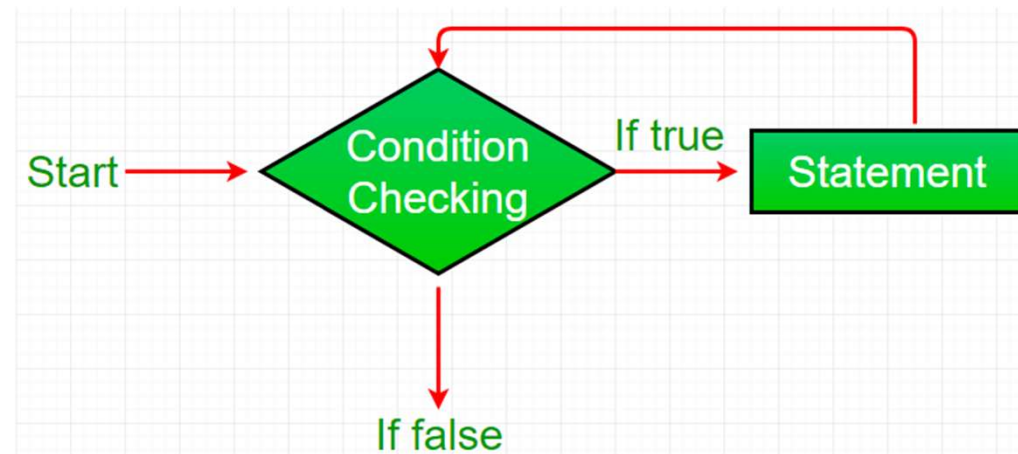 If true
Start
Condition
Checking
Statement
If false